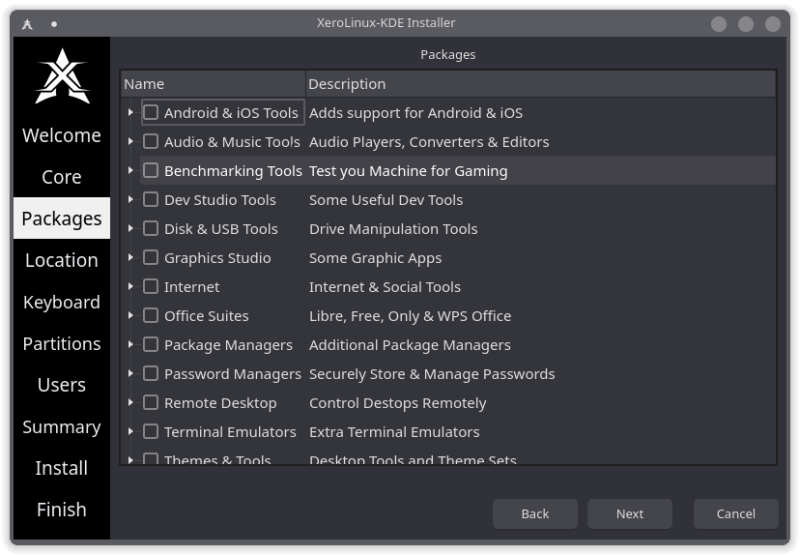 XeroLinux-KDE Installer
Welcome
Core
Packages
Location
Keyboard
Partitions
Users
Summary
Install
Finish
Packages
Name Description
Android & iOS Tools Adds support for Android & iOS
Audio & Music Tools Audio Players, Converters & Editors
Benchmarking Tools Test you Machine for Gaming
Dev Studio Tools Some Useful Dev Tools
Disk & USB Tools Drive Manipulation Tools
Graphics Studio Some Graphic Apps
Internet Internet & Social Tools
Office Suites Libre, Free, Only & WPS Office
Package Managers Additional Package Managers
Password Managers Securely Store & Manage Passwords
Remote Desktop Control Destops Remotely
Terminal Emulators Extra Terminal Emulators
Themes & Tools Desktop Tools and Theme Sets
Back Next Cancel